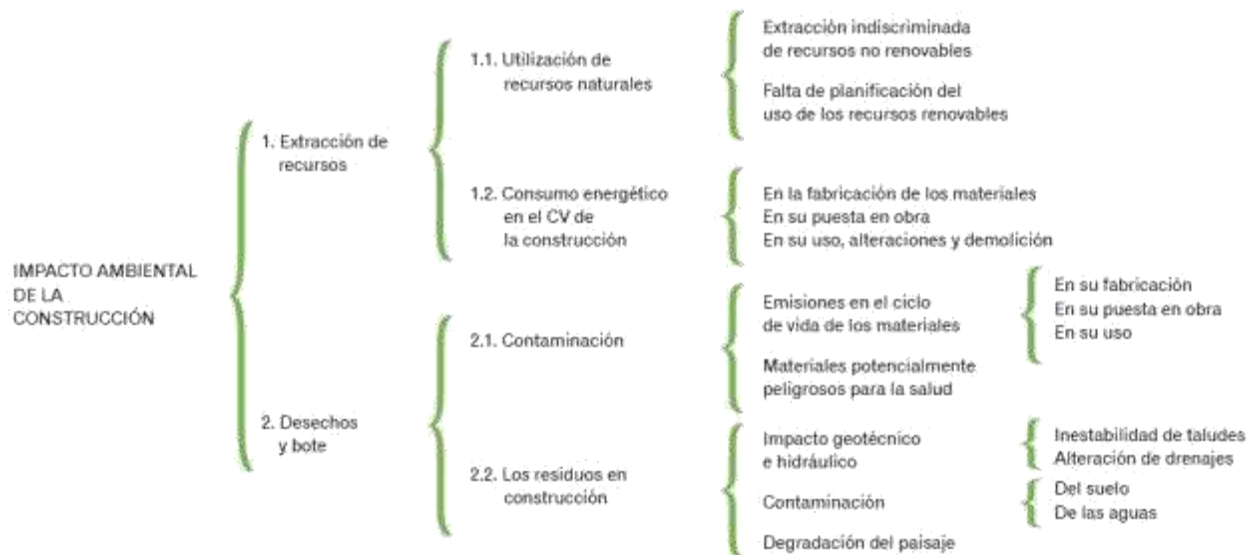 IMPACTO AMBIENTAL
DE LA
CONSTRUCCIÓN
1. Extracción de
recursos
1.1. Utilización de
recursos naturales
Extracción indiscriminada
de recursos no renovables
Falta de planificación del
uso de los recursos renovables
1.2. Consumo energético
en el CV de
la construcción
En la fabricación de los materiales
En su puesta en obra
En su uso, alteraciones y demolición
2. Desechos
y bote
2.1. Contaminación
Emisiones en el ciclo
de vida de los materiales
En su fabricación
En su puesta en obra
En su uso
Materiales potencialmente
peligrosos para la salud
2.2. Los residuos en
construcción
Impacto geotécnico
e hidráulico
Inestabilidad de taludes
Alteración de drenajes
Contaminación
Del suelo
De las aguas
Degradación del paisaje